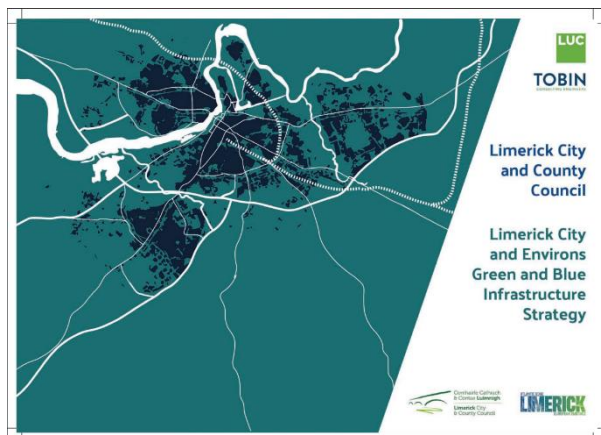 LUC
TOBIN
CONSULTING ENGINEERS
Limerick City
and County
Council
Limerick City
and Environs
Green and Blue
Infrastructure
Strategy
Comhairle Cathrach
& Contae Luimnigh
Limerick City
& County Council
LIMERICK